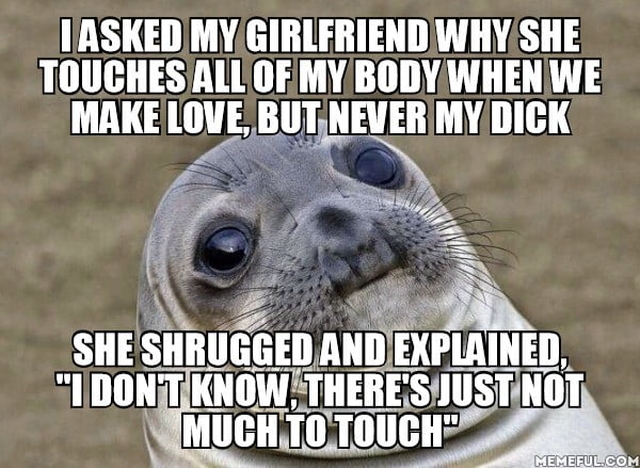 I ASKED MY GIRLFRIEND WHY SHE
TOUCHES ALL OF MY BODY WHEN WE
MAKE LOVE, BUT NEVER MY DICK
SHE SHRUGGED AND EXPLAINED,
"I DON'T KNOW, THERE'S JUST NOT
MUCH TO TOUCH"
MEMEFUL.COM